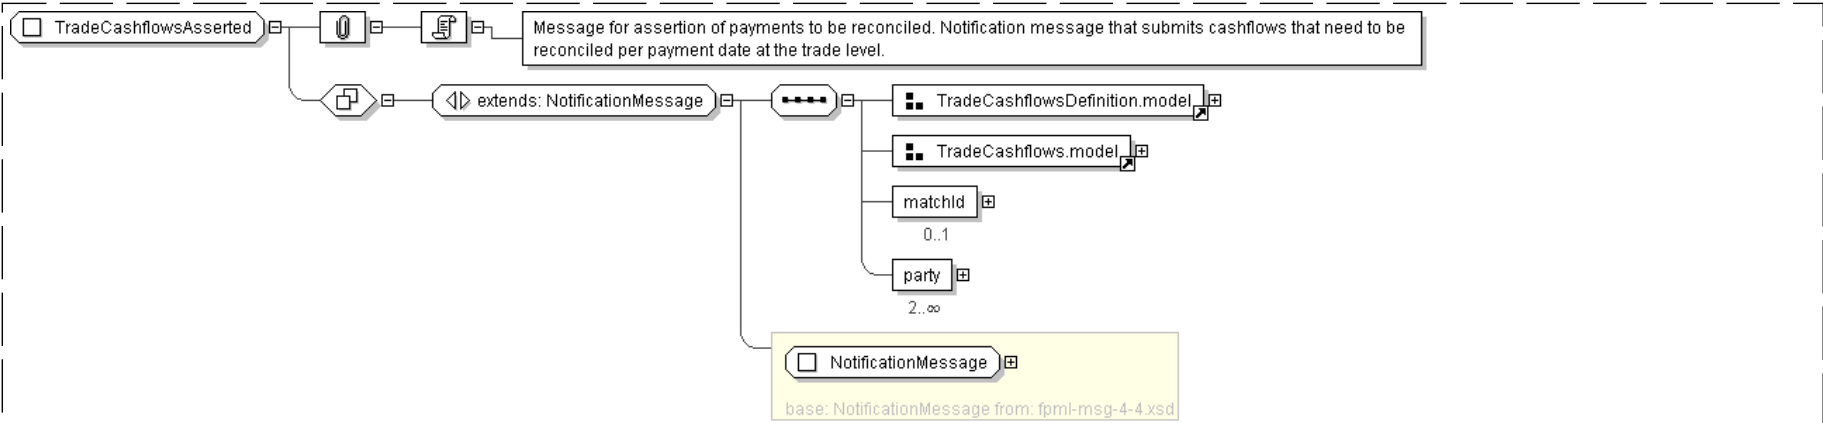 TradeCashflowsAsserted
Message for assertion of payments to be reconciled. Notification message that submits cashflows that need to be
reconciled per payment date at the trade level.
extends: NotificationMessage
TradeCashflowsDefinition.model
TradeCashflows.model
matchId
0..1
party
2..∞
NotificationMessage
base: NotificationMessage from: fpml-msg-4-4.xsd